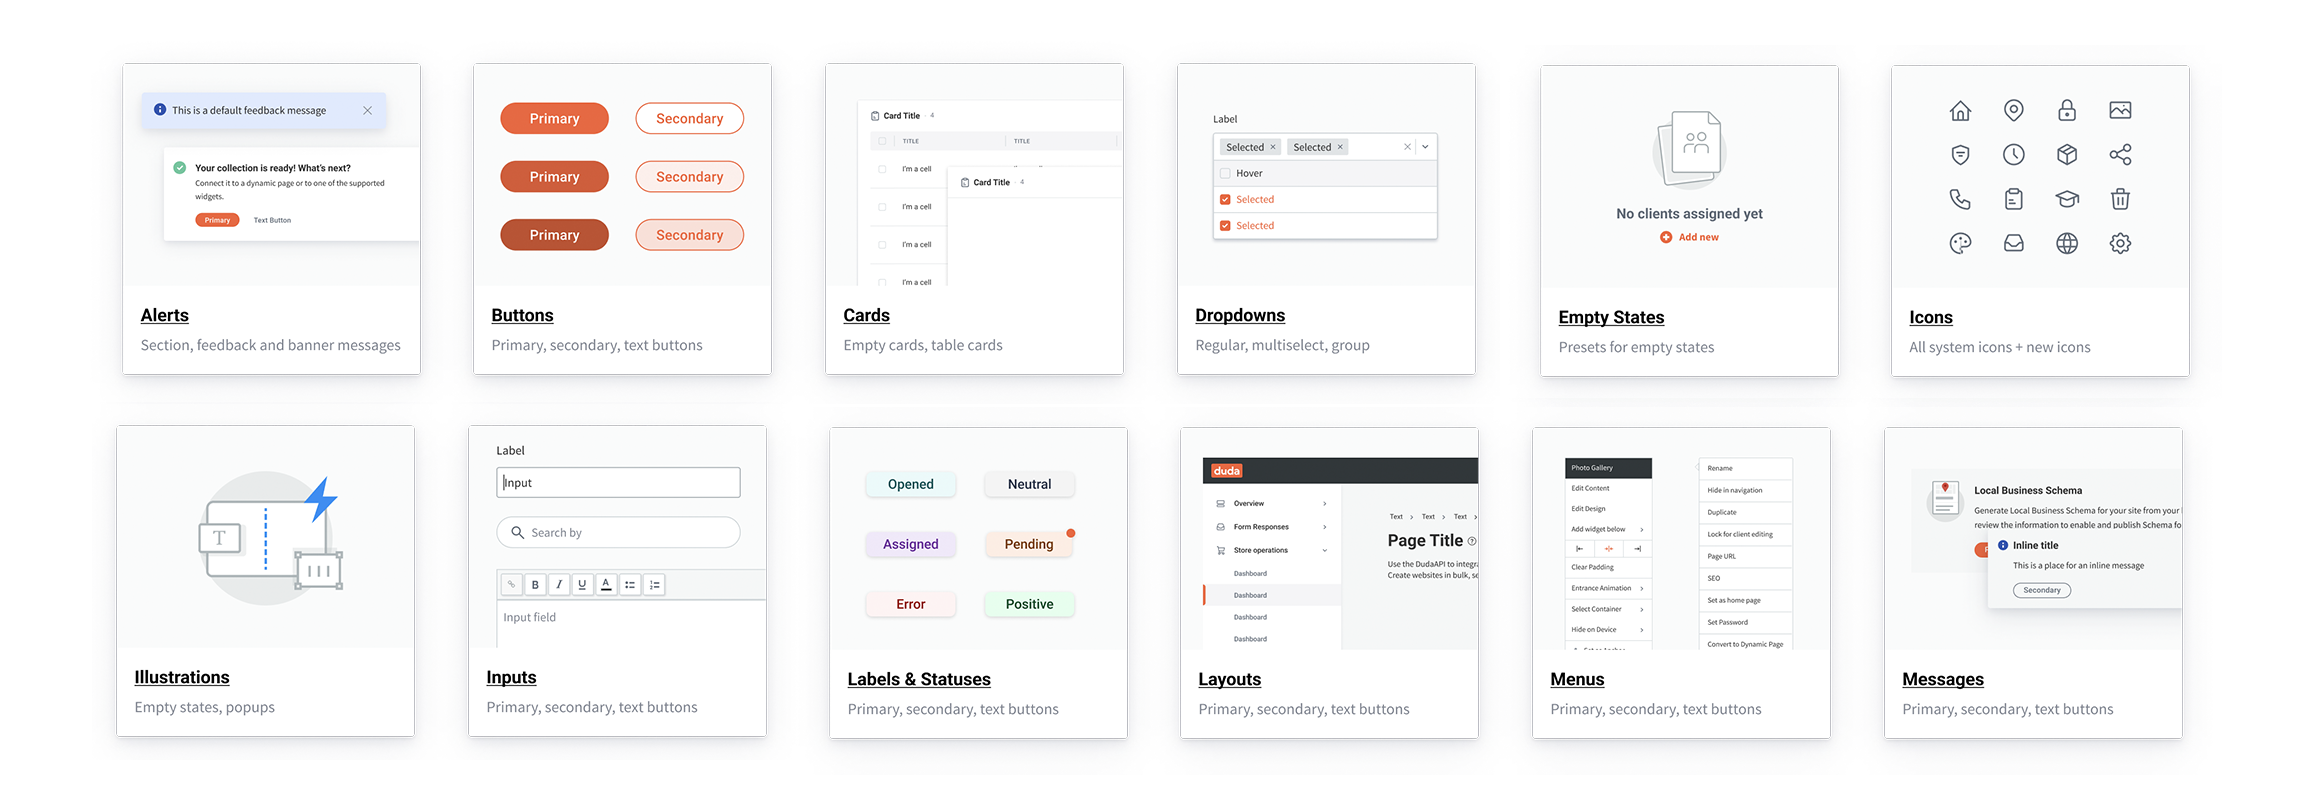 This is a default feedback message
Your collection is ready! What's next?
Connect it to a dynamic page or to one of the supported
widgets.
Primary
Text Button
Alerts
Section, feedback and banner messages
Primary
Secondary
Primary
Secondary
Primary
Secondary
Buttons
Primary, secondary, text buttons
Card Title · 4
TITLE
TITLE
I'm a cell
I'm a cell
I'm a cell
I'm a cell
Card Title · 4
Cards
Empty cards, table cards
Label
Selected ×
Selected ×
Hover
Selected
Selected
Dropdowns
Regular, multiselect, group
No clients assigned yet
Add new
Empty States
Presets for empty states
Icons
All system icons + new icons
T
Illustrations
Empty states, popups
Label
Input
Search by
B I U A
Input field
Inputs
Primary, secondary, text buttons
Opened
Neutral
Assigned
Pending
Error
Positive
Labels & Statuses
Primary, secondary, text buttons
duda
Overview
Form Responses
Store operations
Dashboard
Dashboard
Dashboard
Dashboard
Text > Text > Text >
Page Title
Use the DudaAPI to integra
Create websites in bulk, se
Layouts
Primary, secondary, text buttons
Photo Gallery
Edit Content
Edit Design
Add widget below
Clear Padding
Entrance Animation
Select Container
Hide on Device
Rename
Hide in navigation
Duplicate
Lock for client editing
Page URL
SEO
Set as home page
Set Password
Convert to Dynamic Page
Menus
Primary, secondary, text buttons
Local Business Schema
Generate Local Business Schema for your site from your
review the information to enable and publish Schema fo
Inline title
This is a place for an inline message
Secondary
Messages
Primary, secondary, text buttons